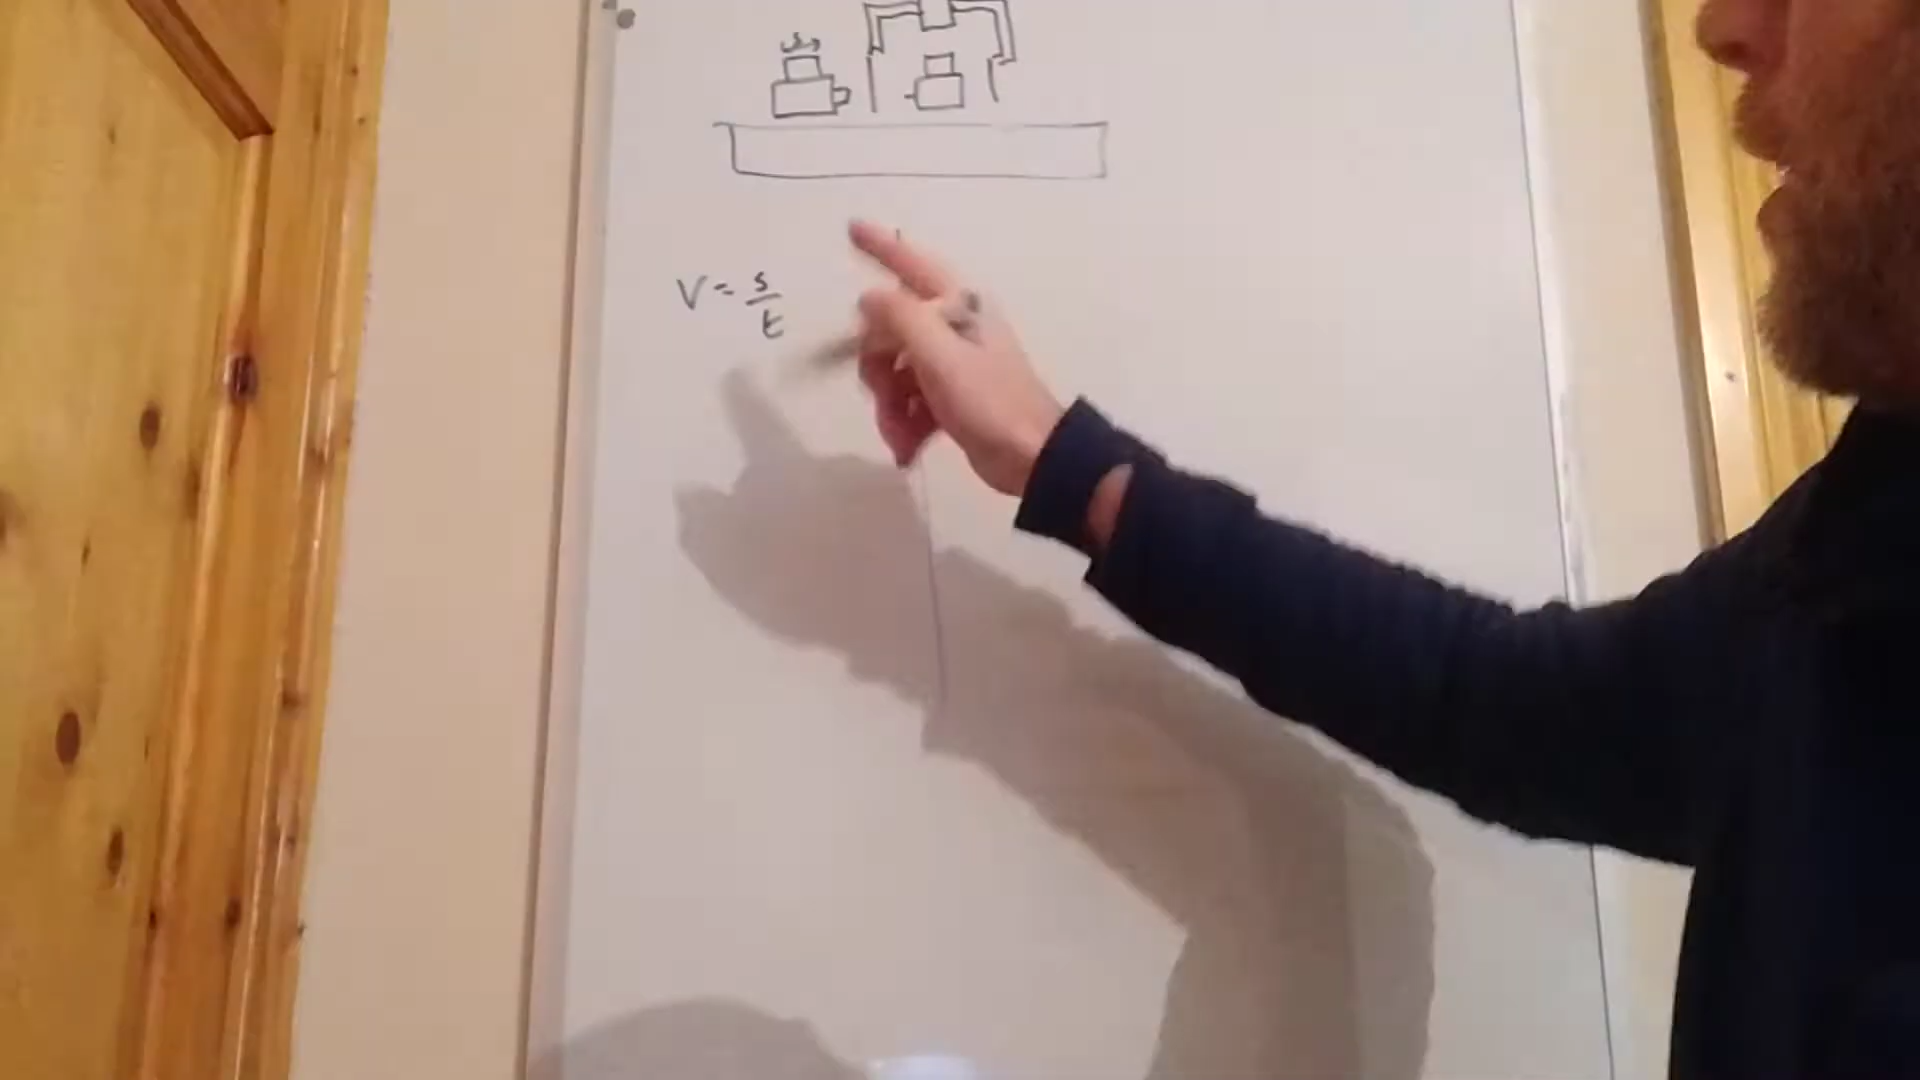 V = s/t